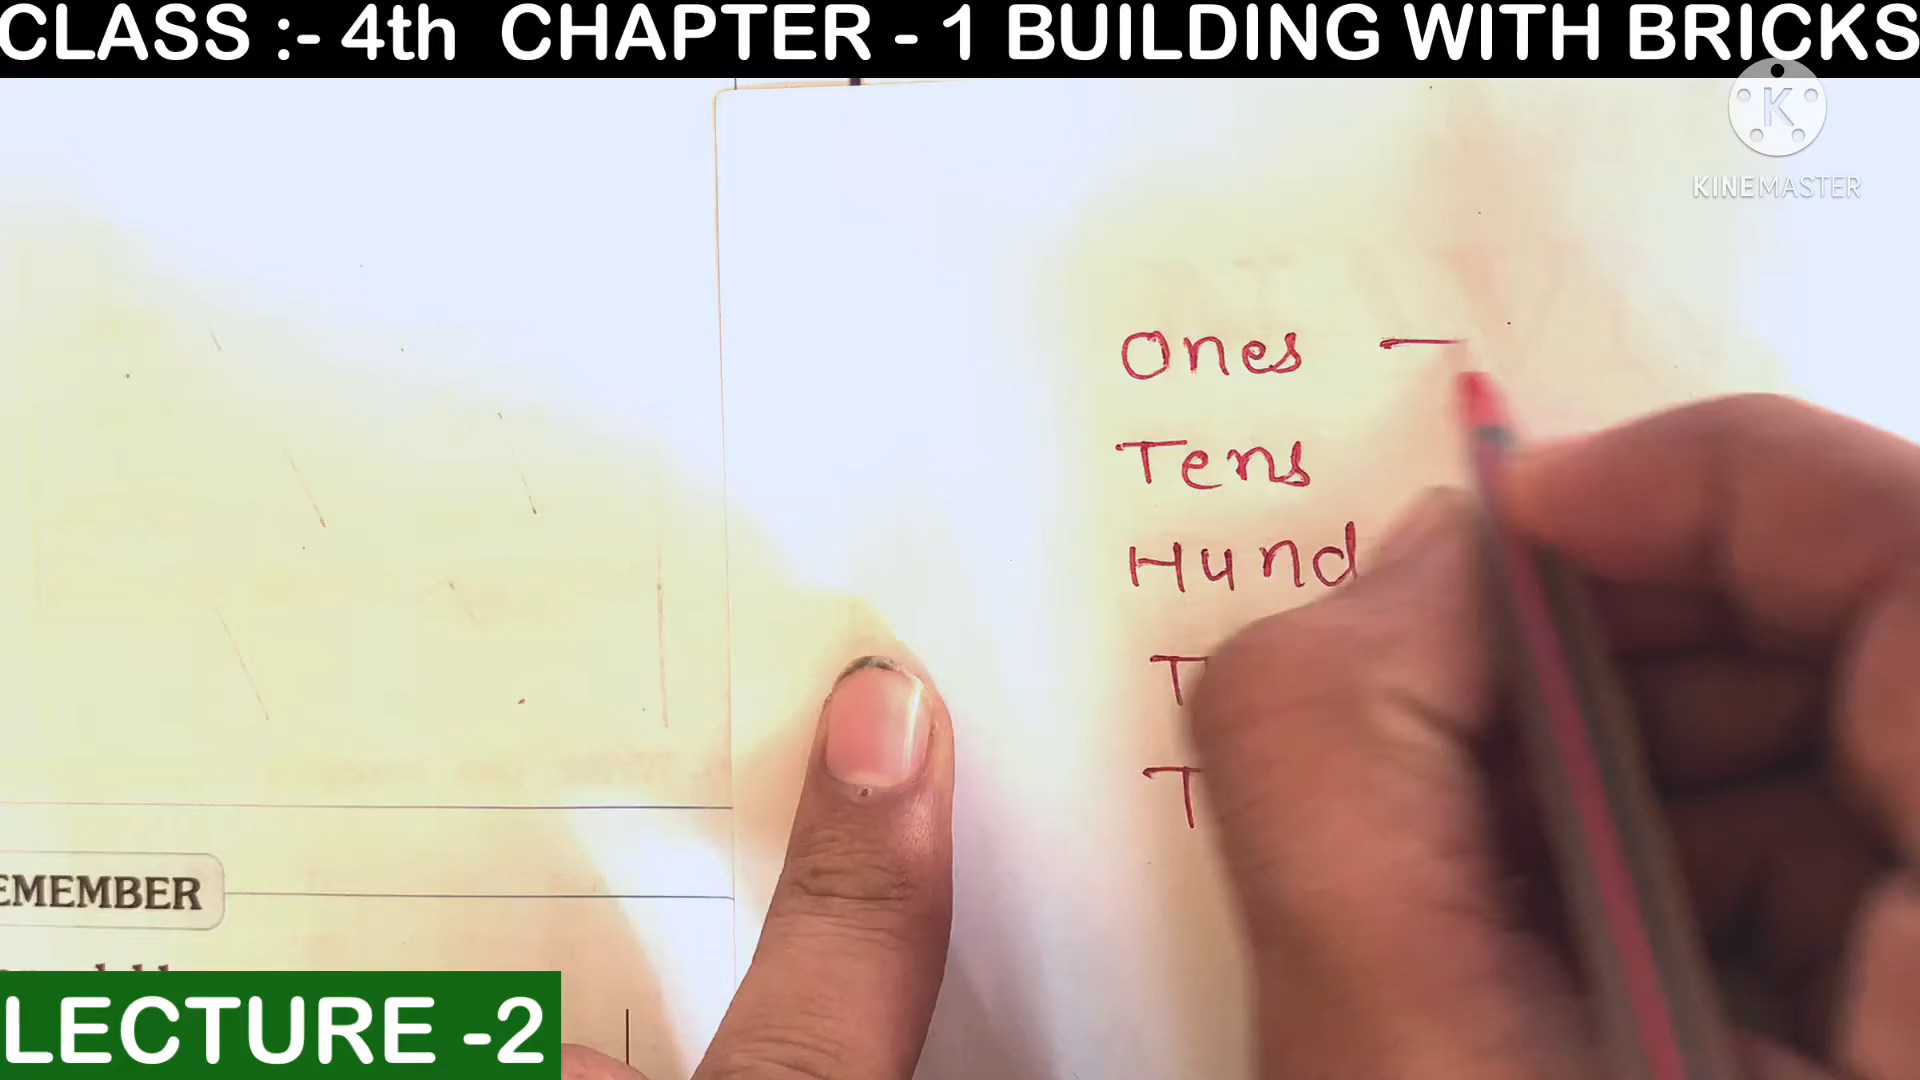 CLASS :- 4th CHAPTER - 1 BUILDING WITH BRICKS
KINEMASTER
Ones —
Tens
Hund
T
T
EMEMBER
LECTURE -2